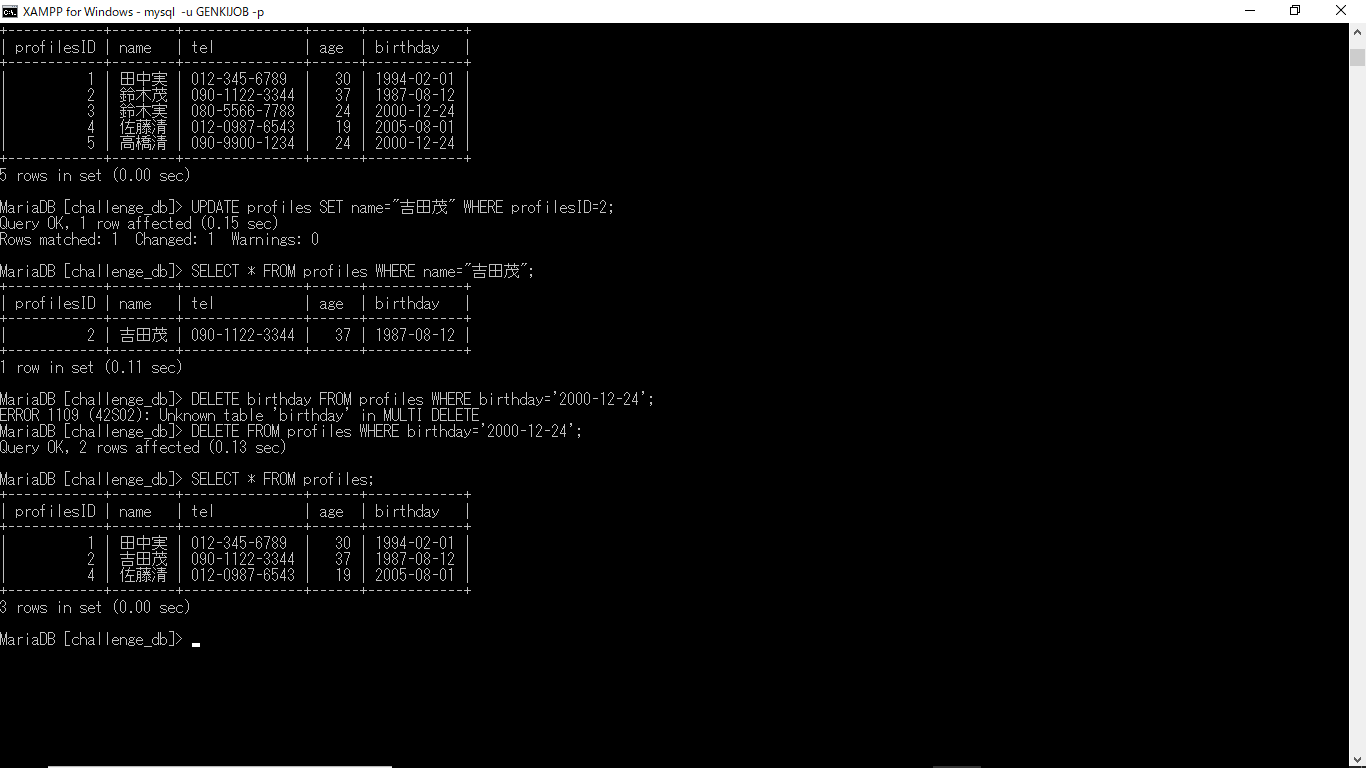 XAMPP for Windows - mysql  -u GENKIJOB -p
+------------+--------+---------------+------+------------+
| profilesID | name   | tel           | age  | birthday   |
+------------+--------+---------------+------+------------+
|          1 | 田中実 | 012-345-6789  |   30 | 1994-02-01 |
|          2 | 鈴木茂 | 090-1122-3344 |   37 | 1987-08-12 |
|          3 | 鈴木実 | 080-5566-7788 |   24 | 2000-12-24 |
|          4 | 佐藤清 | 012-0987-6543 |   19 | 2005-08-01 |
|          5 | 高橋清 | 090-9900-1234 |   24 | 2000-12-24 |
+------------+--------+---------------+------+------------+
5 rows in set (0.00 sec)
MariaDB [challenge_db]> UPDATE profiles SET name="吉田茂" WHERE profilesID=2;
Query OK, 1 row affected (0.15 sec)
Rows matched: 1  Changed: 1  Warnings: 0
MariaDB [challenge_db]> SELECT * FROM profiles WHERE name="吉田茂";
+------------+--------+---------------+------+------------+
| profilesID | name   | tel           | age  | birthday   |
+------------+--------+---------------+------+------------+
|          2 | 吉田茂 | 090-1122-3344 |   37 | 1987-08-12 |
+------------+--------+---------------+------+------------+
1 row in set (0.11 sec)
MariaDB [challenge_db]> DELETE birthday FROM profiles WHERE birthday='2000-12-24';
ERROR 1109 (42S02): Unknown table 'birthday' in MULTI DELETE
MariaDB [challenge_db]> DELETE FROM profiles WHERE birthday='2000-12-24';
Query OK, 2 rows affected (0.13 sec)
MariaDB [challenge_db]> SELECT * FROM profiles;
+------------+--------+---------------+------+------------+
| profilesID | name   | tel           | age  | birthday   |
+------------+--------+---------------+------+------------+
|          1 | 田中実 | 012-345-6789  |   30 | 1994-02-01 |
|          2 | 吉田茂 | 090-1122-3344 |   37 | 1987-08-12 |
|          4 | 佐藤清 | 012-0987-6543 |   19 | 2005-08-01 |
+------------+--------+---------------+------+------------+
3 rows in set (0.00 sec)
MariaDB [challenge_db]>